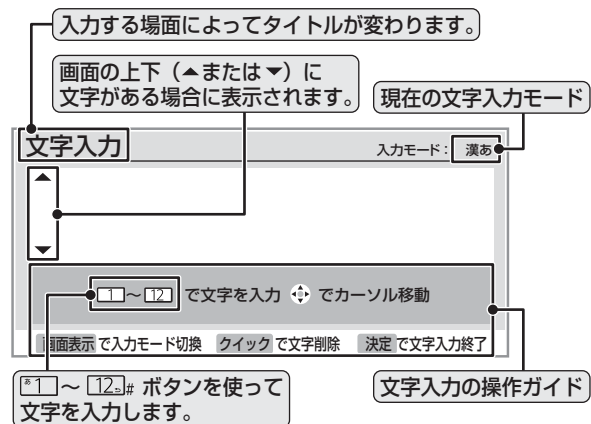 入力する場面によってタイトルが変わります。
画面の上下（▲または▼）に
文字がある場合に表示されます。
現在の文字入力モード
文字入力
入力モード： 漢あ
▲
▼
1～12 で文字を入力 でカーソル移動
画面表示 で入力モード切換 クイック で文字削除 決定 で文字入力終了
1～12# ボタンを使って
文字を入力します。
文字入力の操作ガイド